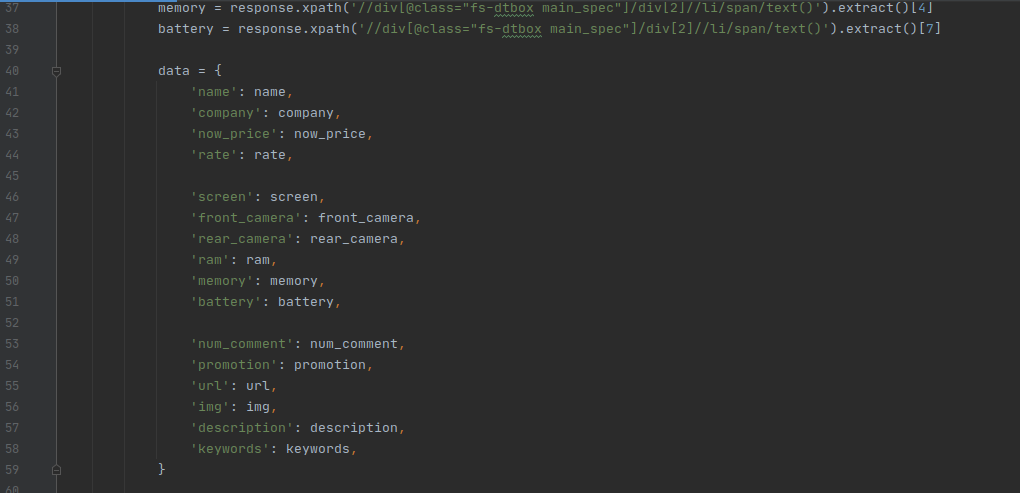 37 memory = response.xpath('//div[@class="fs-dtbox main_spec"]/div[2]//li/span/text()').extract()[4]
38 battery = response.xpath('//div[@class="fs-dtbox main_spec"]/div[2]//li/span/text()').extract()[7]
39
40 data = {
41 'name': name,
42 'company': company,
43 'now_price': now_price,
44 'rate': rate,
45
46 'screen': screen,
47 'front_camera': front_camera,
48 'rear_camera': rear_camera,
49 'ram': ram,
50 'memory': memory,
51 'battery': battery,
52
53 'num_comment': num_comment,
54 'promotion': promotion,
55 'url': url,
56 'img': img,
57 'description': description,
58 'keywords': keywords,
59 }
60